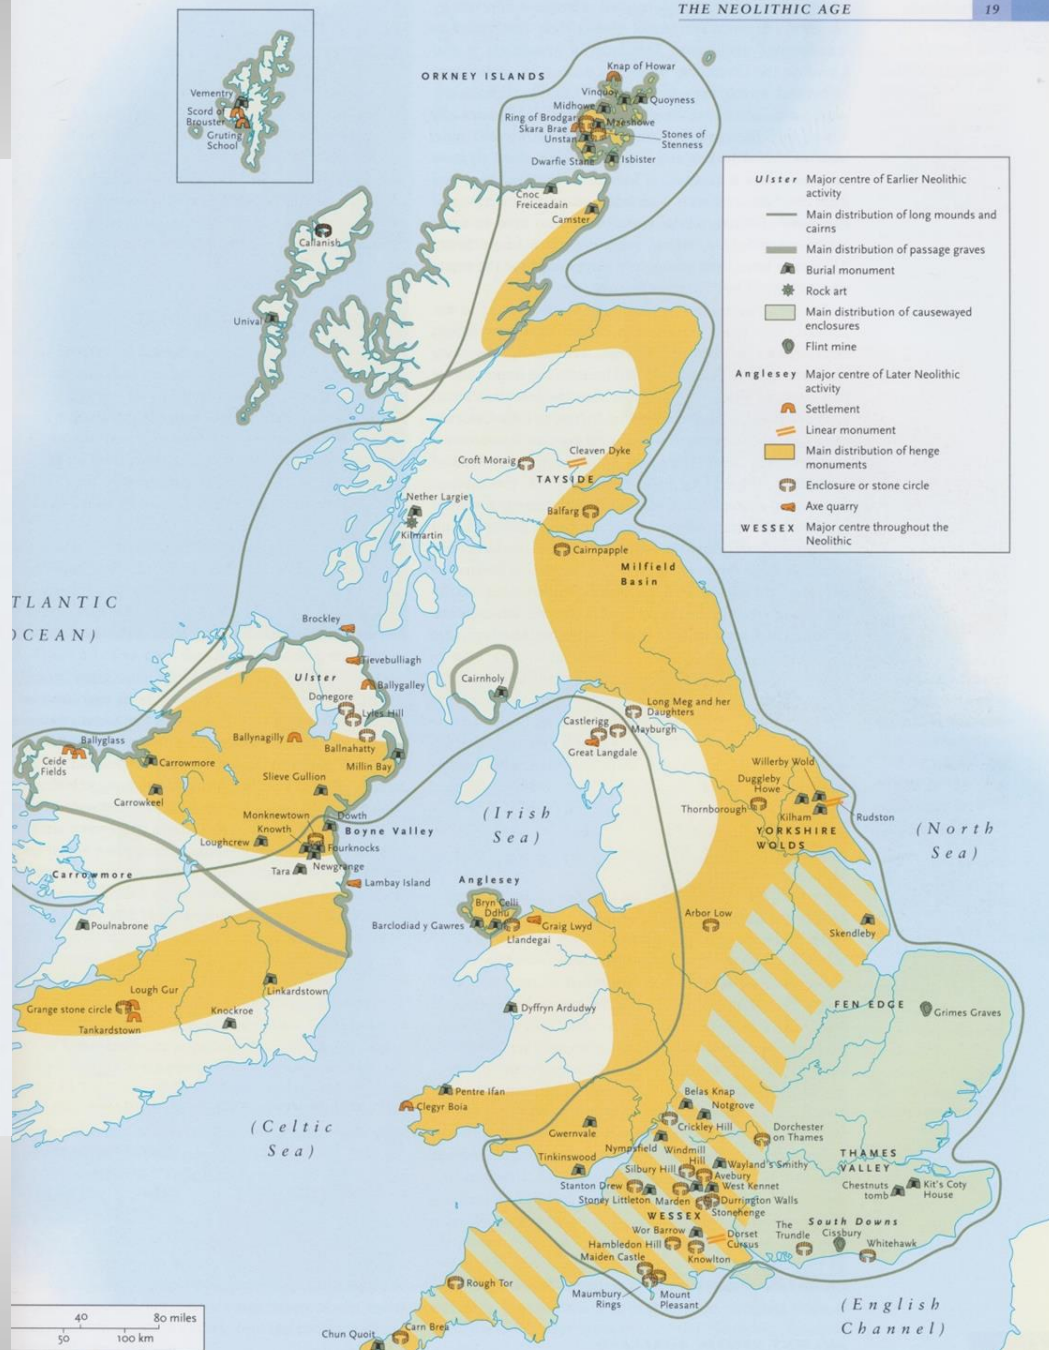 THE NEOLITHIC AGE
19
Vementry
Scord of
Brouster
Gruting
School
ORKNEY ISLANDS
Knap of Howar
Vinquoy
Midhowe
Quoyness
Ring of Brodgar
Maeshowe
Skara Brae
Unstan
Stones of
Stenness
Dwarfie Stane
Isbister
Cnoc
Freiceadain
Camster
Callanish
Unival
Ulster Major centre of Earlier Neolithic
activity
Main distribution of long mounds and
cairns
Main distribution of passage graves
Burial monument
Rock art
Main distribution of causewayed
enclosures
Flint mine
Anglesey Major centre of Later Neolithic
activity
Settlement
Linear monument
Main distribution of henge
monuments
Enclosure or stone circle
Axe quarry
WESSEX Major centre throughout the
Neolithic
Croft Moraig
Cleaven Dyke
TAYSIDE
Nether Largie
Kilmartin
Balfarg
Cairnpapple
Milfield
Basin
TLANTIC
OCEAN)
Brockley
Tievebulliagh
Ulster
Ballygalley
Donegore
Lyles Hill
Ballynagilly
Ballnahatty
Millin Bay
Cairnholy
Ballyglass
Ceide
Fields
Carrowmore
Carrowkeel
Slieve Gullion
Monknewtown
Dowth
Knowth
Boyne Valley
Loughcrew
Fourknocks
Newgrange
Tara
Carrowmore
Lambay Island
Poulnabrone
Long Meg and her
Daughters
Castlerigg
Mayburgh
Great Langdale
(Irish
Sea)
Willerby Wold
Duggleby
Howe
Thornborough
Kilham
Rudston
YORKSHIRE
WOLDS
(North
Sea)
Anglesey
Bryn Celli
Ddhu
Barclodiad y Gawres
Graig Lwyd
Llandegai
Arbor Low
Skendleby
Lough Gur
Linkardstown
Grange stone circle
Knockroe
Tankardstown
Dyffryn Ardudwy
FEN EDGE
Grimes Graves
Pentre Ifan
Clegyr Boia
(Celtic
Sea)
Belas Knap
Notgrove
Crickley Hill
Gwernvale
Nympsfield
Windmill
Hill
Dorchester
on Thames
Tinkinswood
Silbury Hill
Wayland's Smithy
Avebury
THAMES
VALLEY
Stanton Drew
West Kennet
Chestnuts
tomb
Kit's Coty
House
Stoney Littleton
Marden
Durrington Walls
Stonehenge
WESSEX
Wor Barrow
Dorset
Cursus
The
Trundle
South Downs
Cissbury
Whitehawk
Hambledon Hill
Knowlton
Maiden Castle
Rough Tor
Maumbury
Rings
Mount
Pleasant
(English
Channel)
40
80 miles
50
100 km
Chun Quoit
Carn Brea